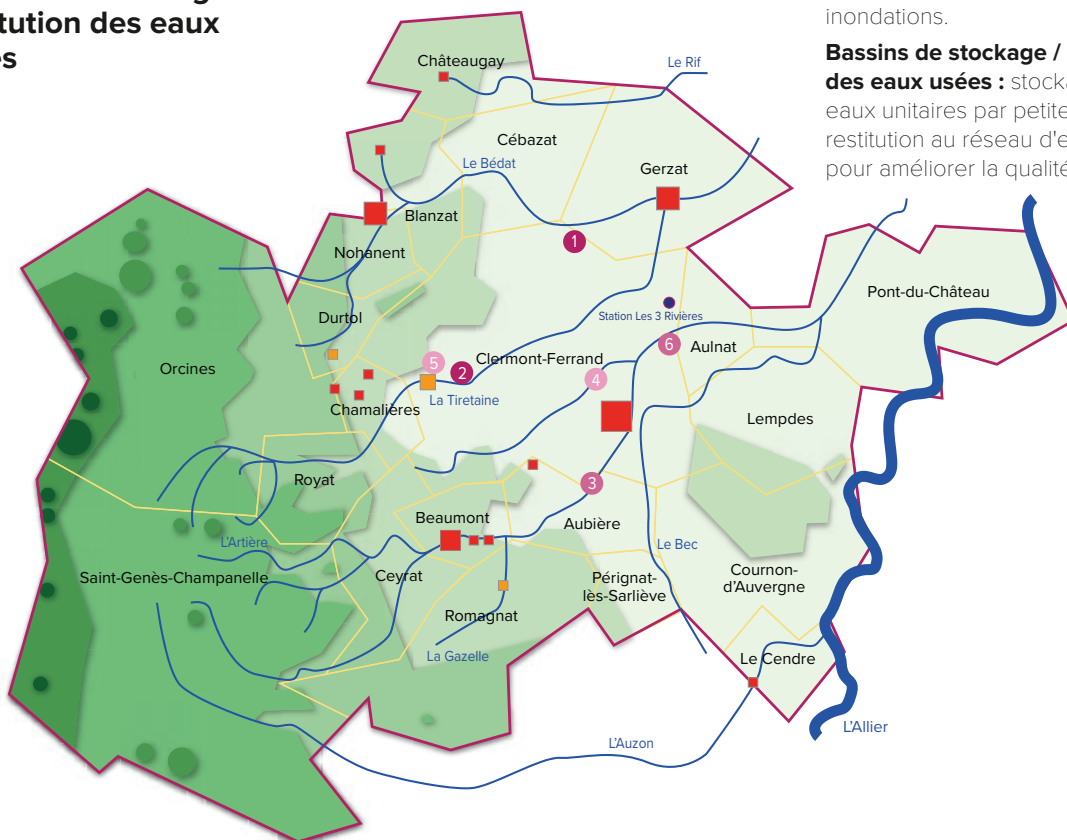 tution des eaux
inondations.
Bassins de stockage /
des eaux usées : stocka
eaux unitaires par petite
restitution au réseau d'e
pour améliorer la qualité
Châteaugay
Le Rif
Cébazat
Le Bédat
Gerzat
Blanzat
1
Nohanent
Pont-du-Château
Station Les 3 Rivières
Durtol
6
Aulnat
Orcines
5
2
Clermont-Ferrand
4
La Tiretaine
Chamalières
Lempdes
Royat
3
Beaumont
Aubière
L'Artière
Le Bec
Saint-Genès-Champanelle
Ceyrat
Pérignat-
lès-Sarliève
Cournon-
d'Auvergne
Romagnat
La Gazelle
Le Cendre
L'Allier
L'Auzon